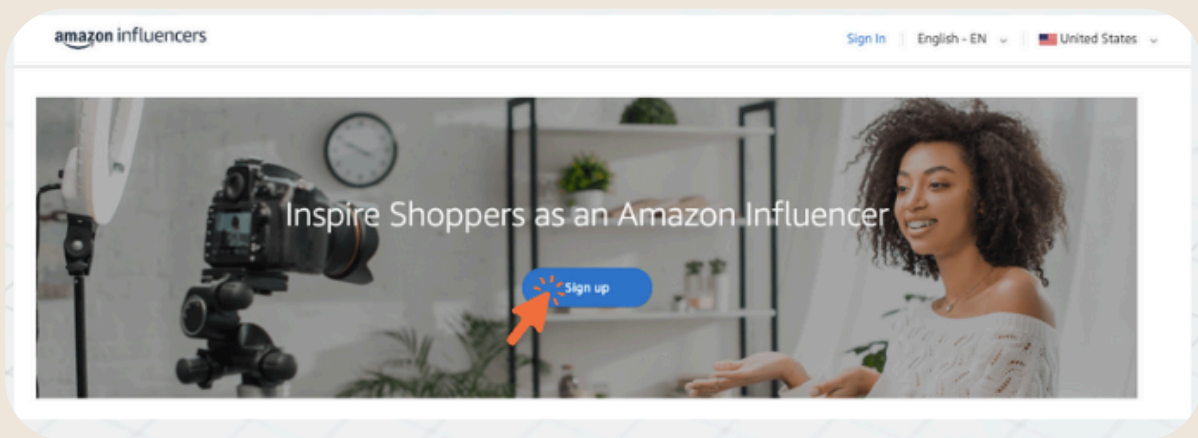 amazon influencers
Sign In
English - EN
United States
Inspire Shoppers as an Amazon Influencer
Sign up